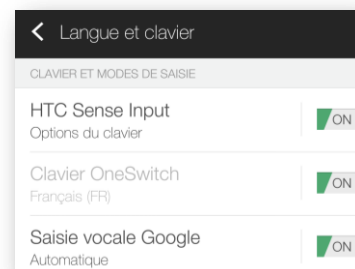 Langue et clavier
CLAVIER ET MODES DE SAISIE
HTC Sense Input
Options du clavier
ON
Clavier OneSwitch
Français (FR)
ON
Saisie vocale Google
Automatique
ON